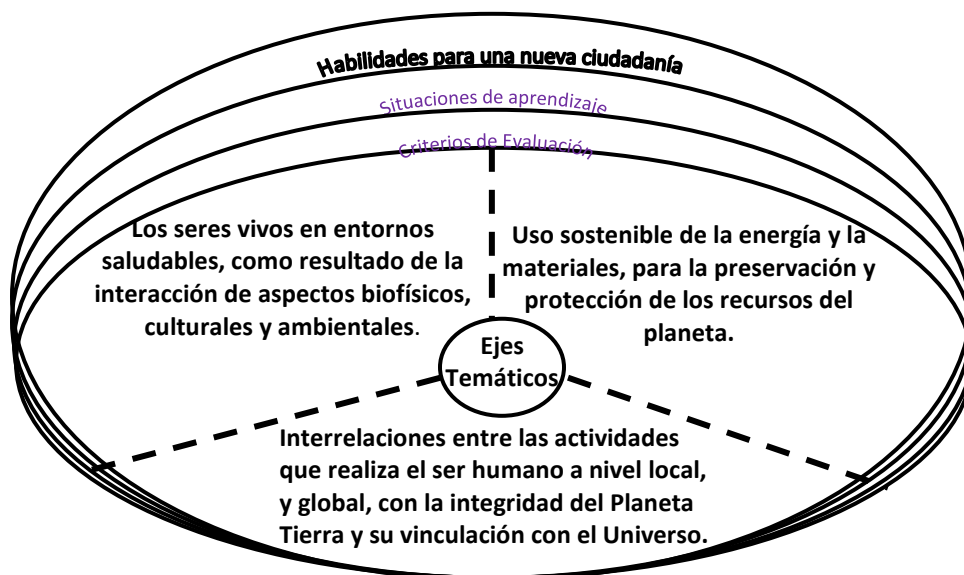 Habilidades para una nueva ciudadanía
Situaciones de aprendizaje
Criterios de Evaluación
Los seres vivos en entornos
saludables, como resultado de la
interacción de aspectos biofísicos,
culturales y ambientales.
Uso sostenible de la energía y la
materiales, para la preservación y
protección de los recursos del
planeta.
Ejes
Temáticos
Interrelaciones entre las actividades
que realiza el ser humano a nivel local,
y global, con la integridad del Planeta
Tierra y su vinculación con el Universo.